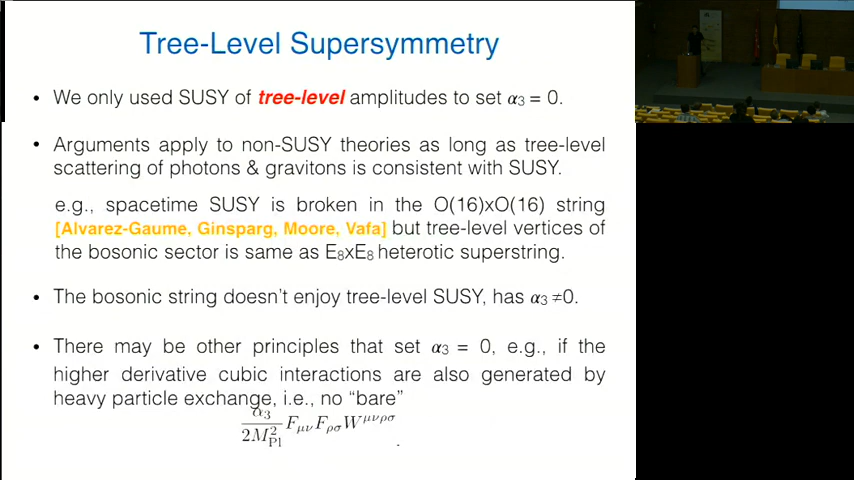 Tree-Level Supersymmetry
• We only used SUSY of tree-level amplitudes to set α₃ = 0.
• Arguments apply to non-SUSY theories as long as tree-level
scattering of photons & gravitons is consistent with SUSY.
e.g., spacetime SUSY is broken in the O(16)xO(16) string
[Alvarez-Gaume, Ginsparg, Moore, Vafa] but tree-level vertices of
the bosonic sector is same as E₈xE₈ heterotic superstring.
• The bosonic string doesn't enjoy tree-level SUSY, has α₃ ≠0.
• There may be other principles that set α₃ = 0, e.g., if the
higher derivative cubic interactions are also generated by
heavy particle exchange, i.e., no “bare”
α₃ / 2M²_Pl F_μν F_ρσ W^μνρσ .